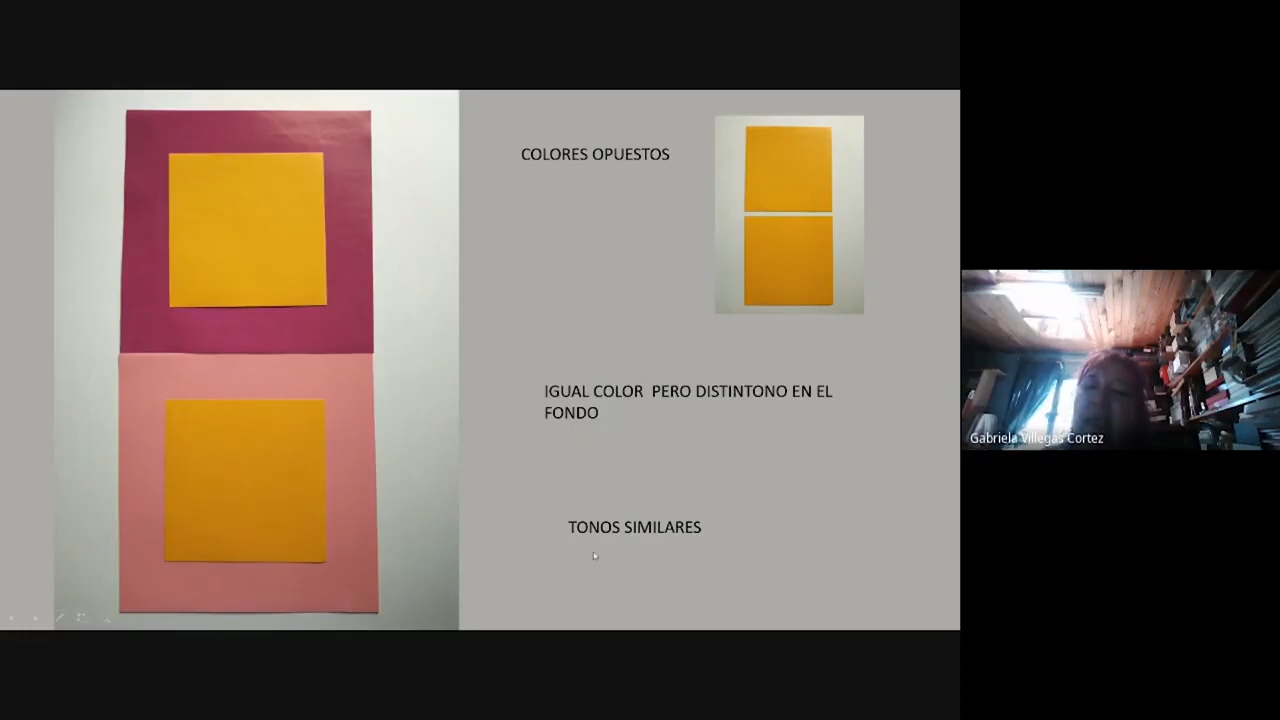 COLORES OPUESTOS
IGUAL COLOR PERO DISTINTONO EN EL
FONDO
TONOS SIMILARES
Gabriela Villegas Cortez